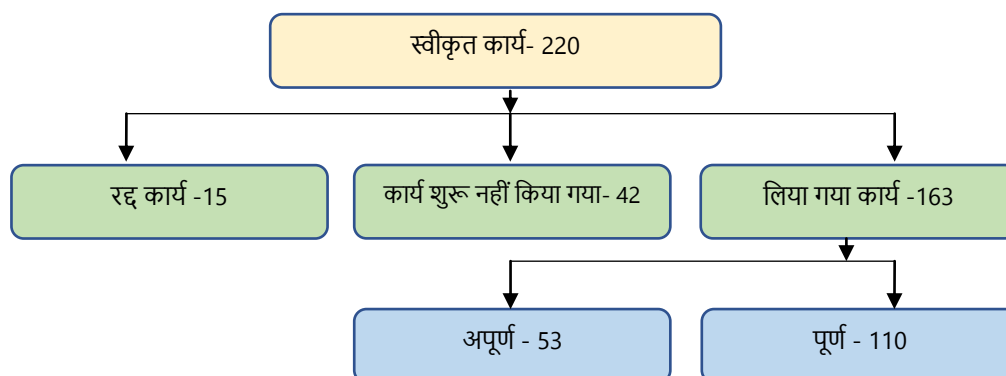 स्वीकृत कार्य- 220
रद्द कार्य -15
कार्य शुरू नहीं किया गया- 42
लिया गया कार्य -163
अपूर्ण - 53
पूर्ण - 110